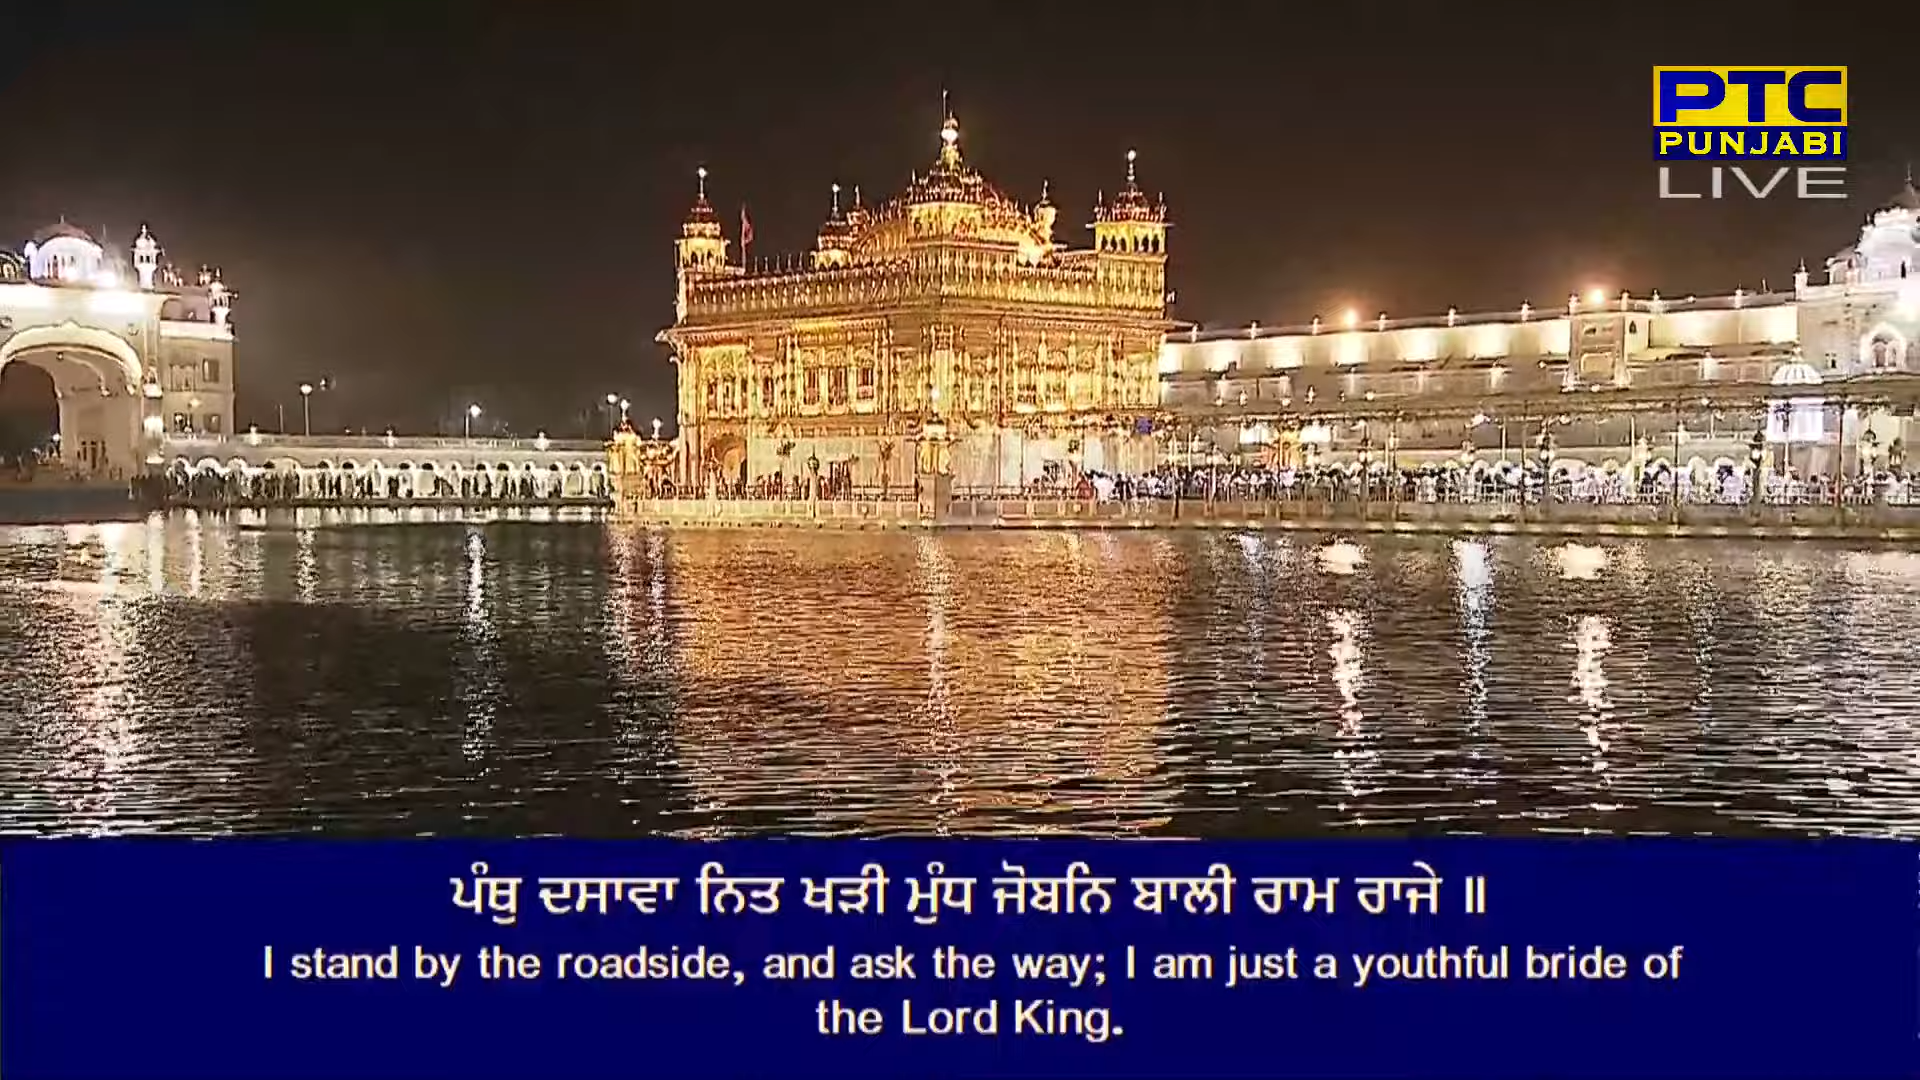 PTC
PUNJABI
LIVE
ਪੰਥੁ ਦਸਾਵਾ ਨਿਤ ਖੜੀ ਮੁੰਧ ਜੋਬਨਿ ਬਾਲੀ ਰਾਮ ਰਾਜੇ ॥
I stand by the roadside, and ask the way; I am just a youthful bride of
the Lord King.